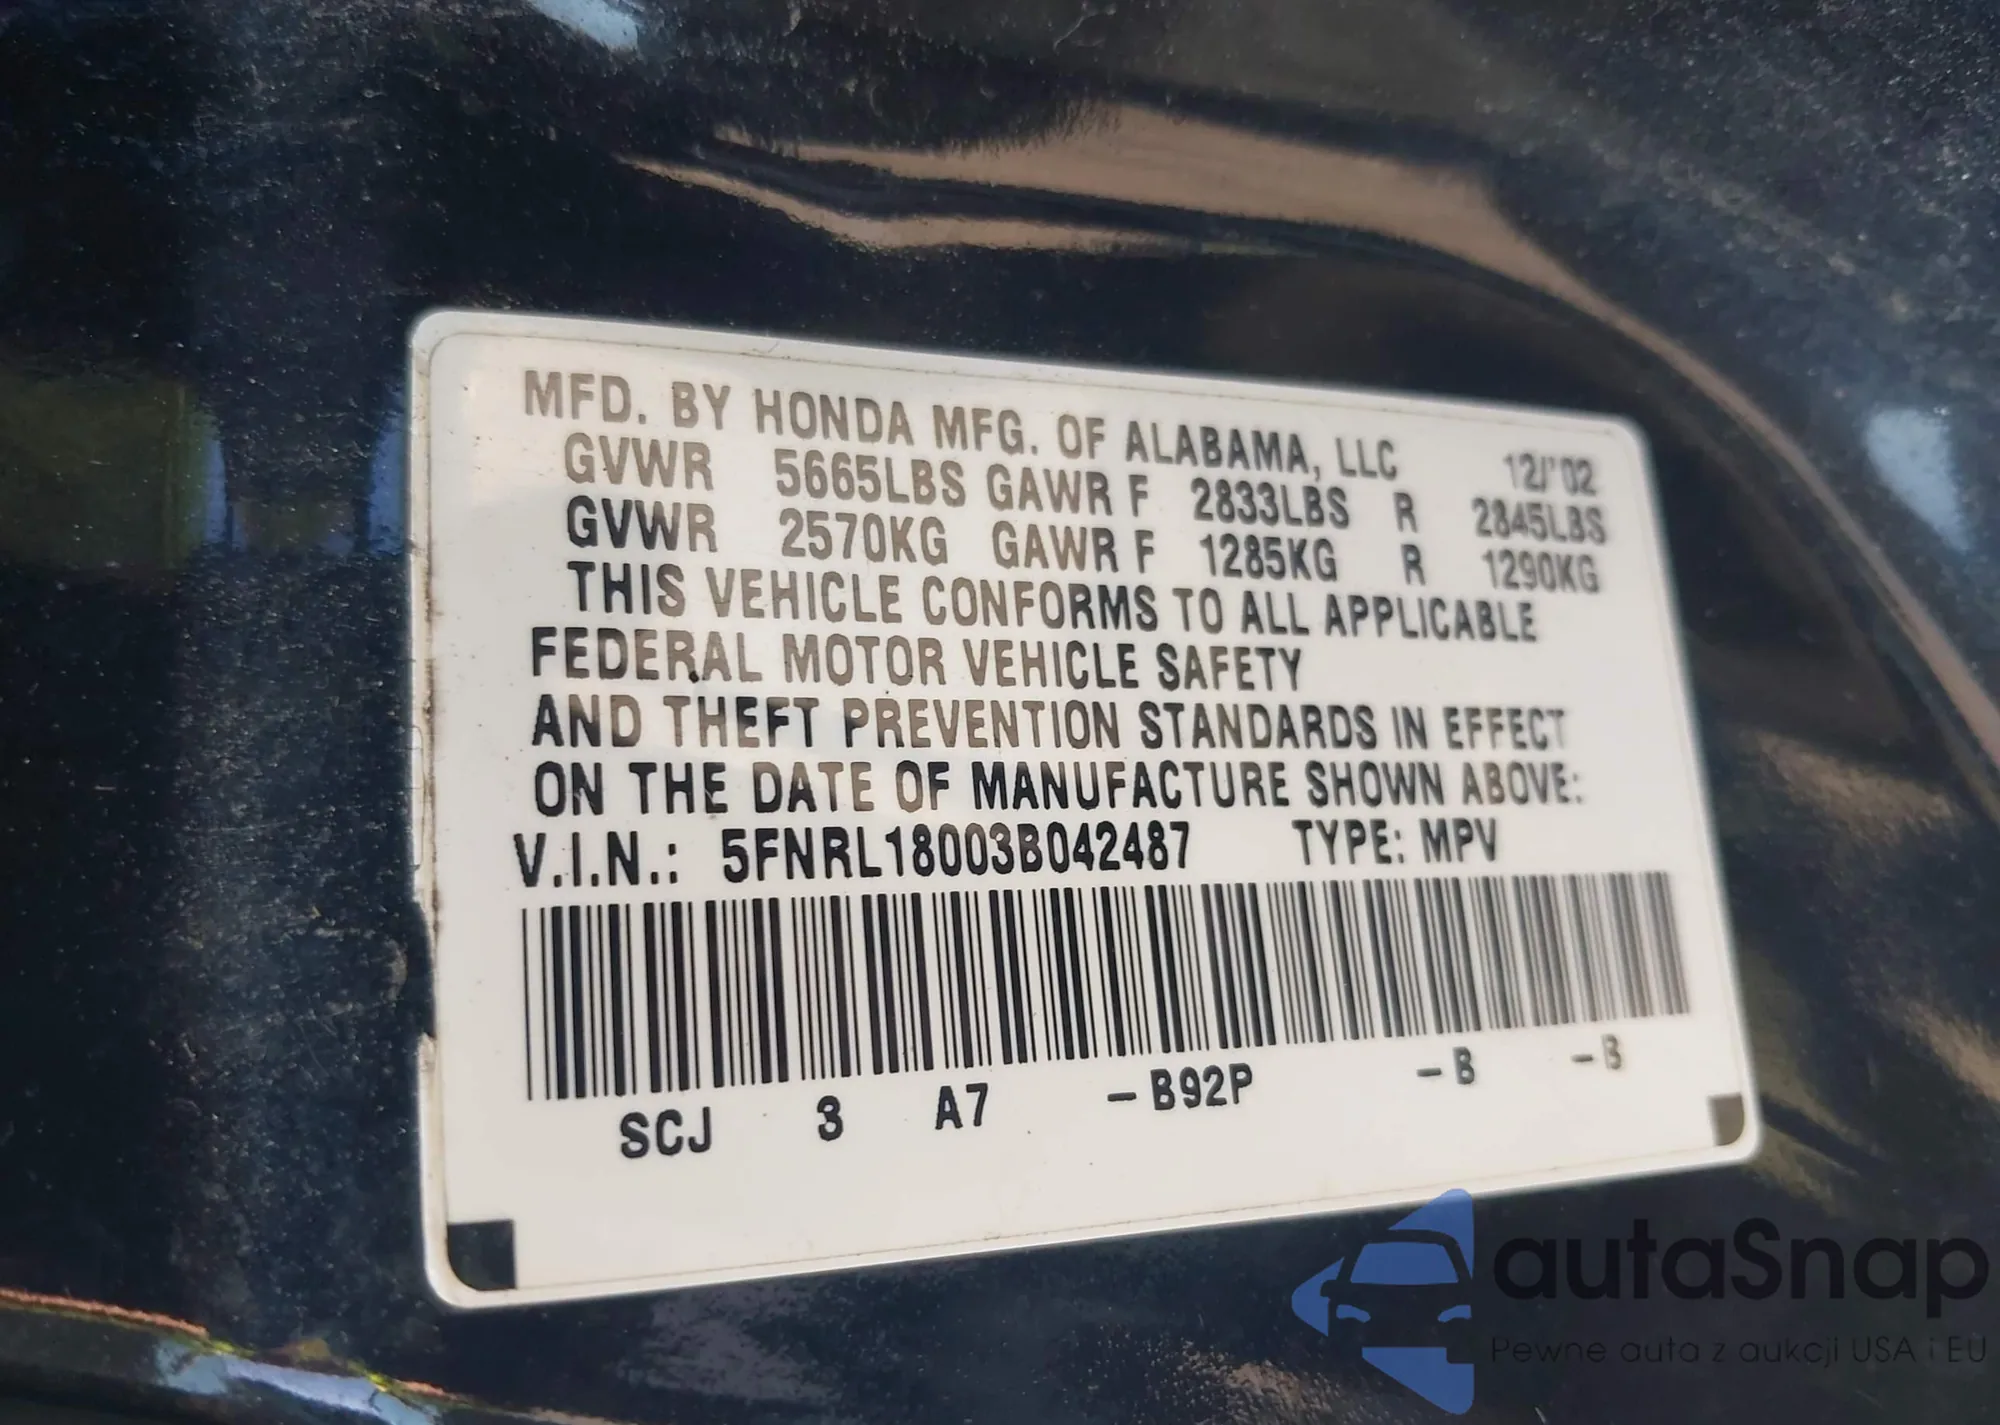 MFD. BY HONDA MFG. OF ALABAMA, LLC 12/'02
GVWR 5665LBS GAWR F 2833LBS R 2845LBS
GVWR 2570KG GAWR F 1285KG R 1290KG
THIS VEHICLE CONFORMS TO ALL APPLICABLE
FEDERAL MOTOR VEHICLE SAFETY
AND THEFT PREVENTION STANDARDS IN EFFECT
ON THE DATE OF MANUFACTURE SHOWN ABOVE:
V.I.N.: 5FNRL18003B042487 TYPE: MPV
SCJ 3 A7 -B92P -B -B
autaSnap
Pewne auta z aukcji USA i EU